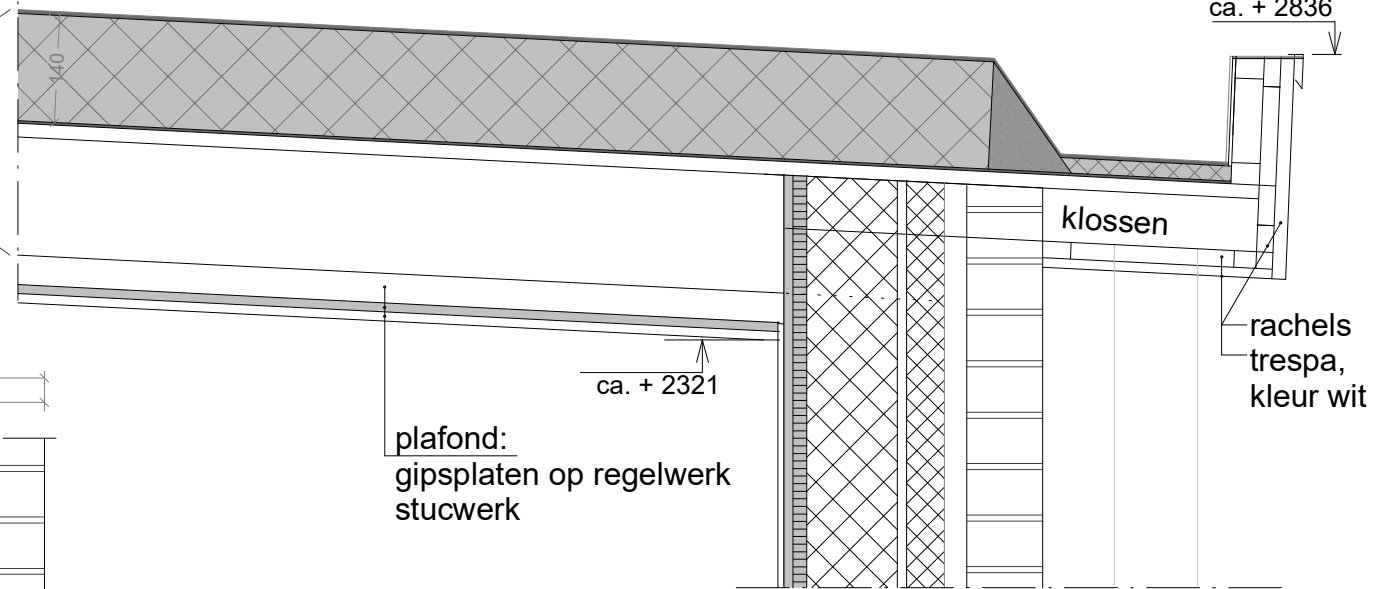 ca. + 2836
140
klossen
rachels
trespa,
kleur wit
ca. + 2321
plafond:
gipsplaten op regelwerk
stucwerk